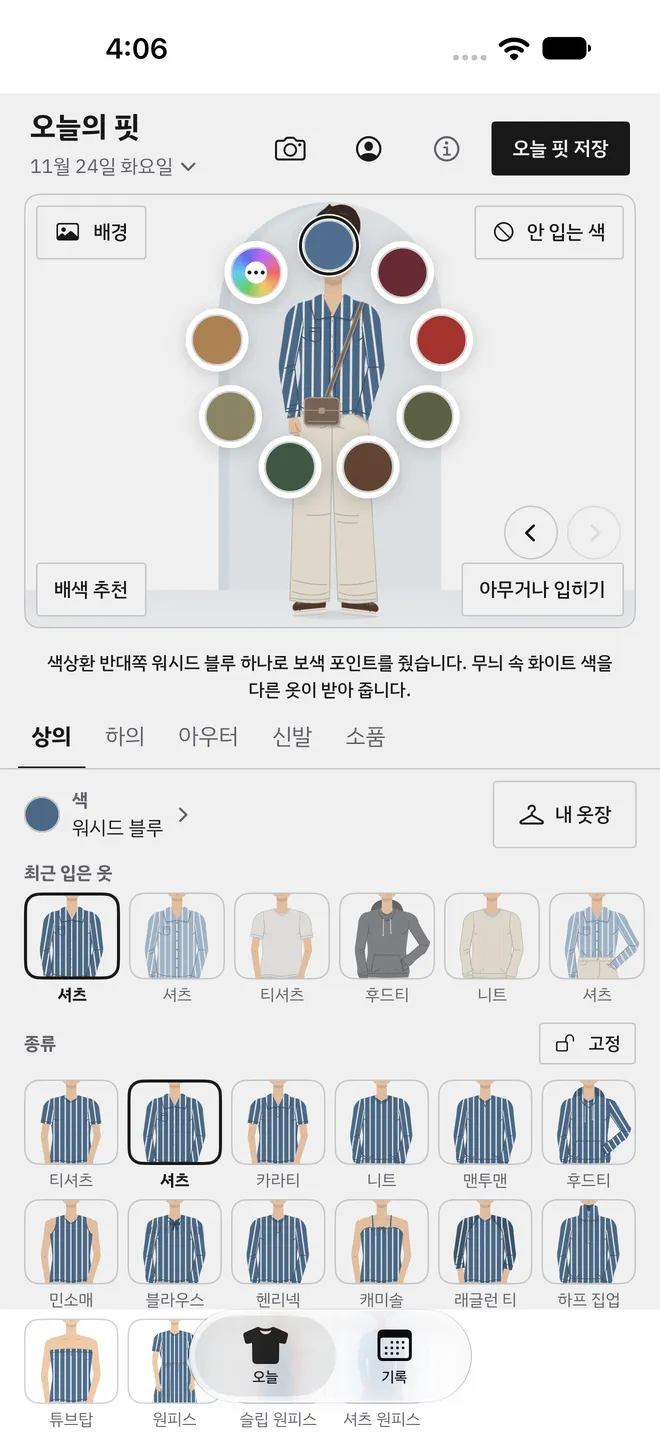 4:06
오늘의 핏
11월 24일 화요일
오늘 핏 저장
배경
안 입는 색
배색 추천
아무거나 입히기
색상환 반대쪽 워시드 블루 하나로 보색 포인트를 줬습니다. 무늬 속 화이트 색을
다른 옷이 받아 줍니다.
상의 하의 아우터 신발 소품
색
워시드 블루
내 옷장
최근 입은 옷
셔츠 셔츠 티셔츠 후드티 니트 셔츠
종류
고정
티셔츠 셔츠 카라티 니트 맨투맨 후드티
민소매 블라우스 헨리넥 캐미솔 래글런 티 하프 집업
오늘 기록
튜브탑 원피스 슬립 원피스 셔츠 원피스